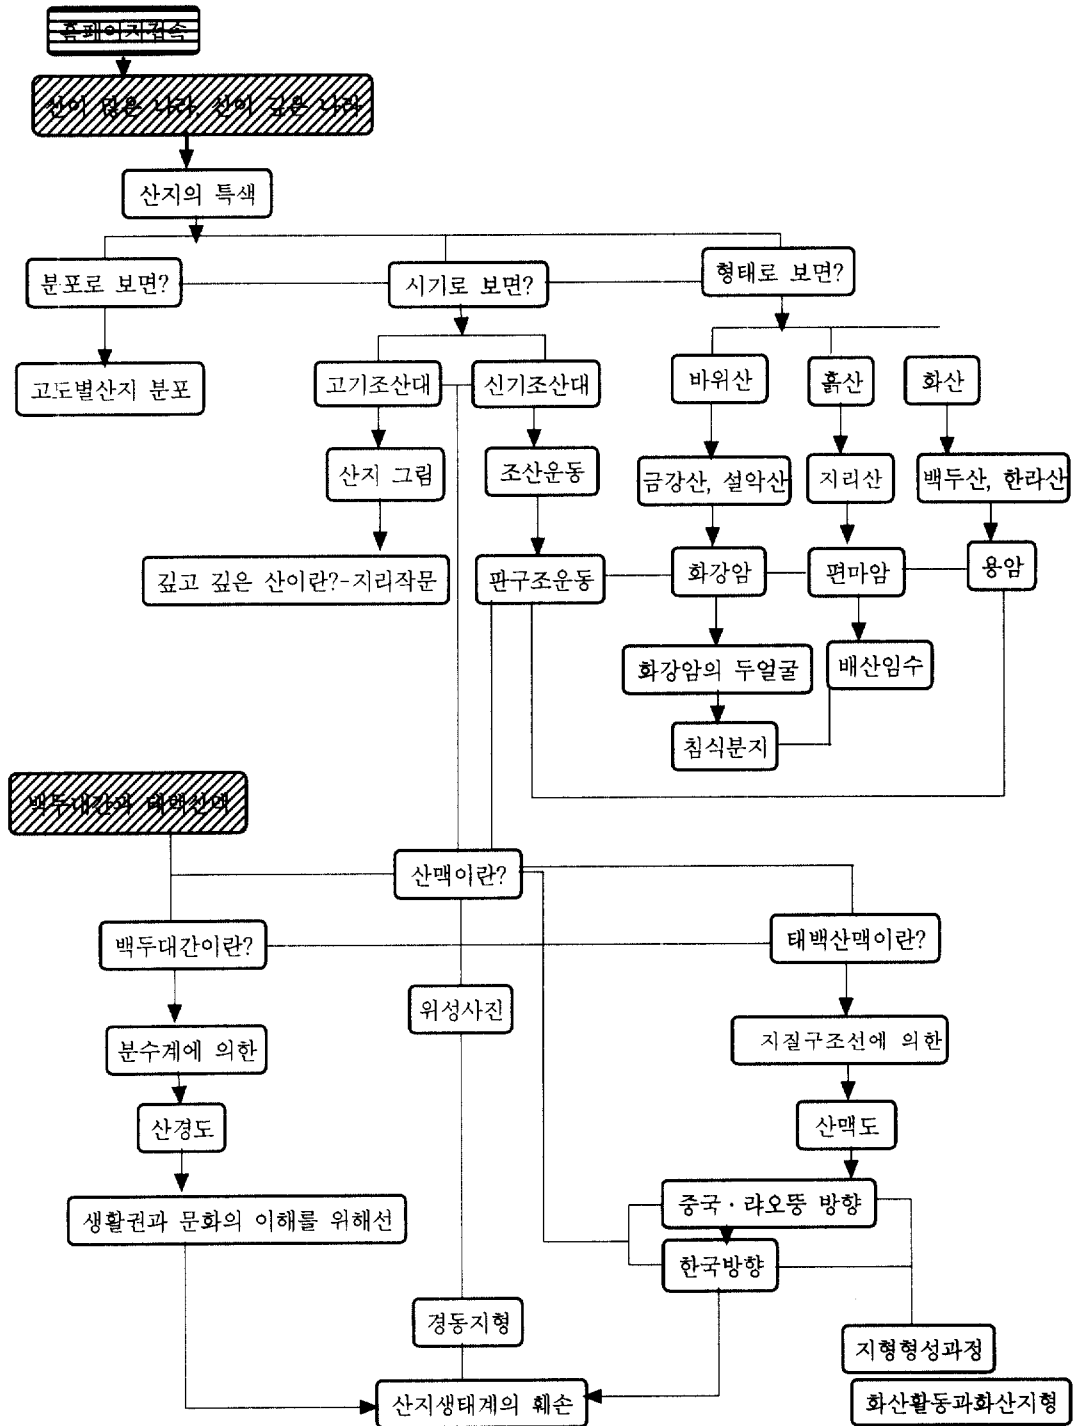 홈페이지접속
산이 많은 나라, 산이 깊은 나라
산지의 특색
분포로 보면?
시기로 보면?
형태로 보면?
고도별산지 분포
고기조산대
신기조산대
바위산
흙산
화산
산지 그림
조산운동
금강산, 설악산
지리산
백두산, 한라산
깊고 깊은 산이란?-지리작문
판구조운동
화강암
편마암
용암
화강암의 두얼굴
배산임수
침식분지
백두대간과 태백산맥
산맥이란?
백두대간이란?
태백산맥이란?
위성사진
분수계에 의한
지질구조선에 의한
산경도
산맥도
생활권과 문화의 이해를 위해선
중국·랴오뚱 방향
한국방향
경동지형
지형형성과정
산지생태계의 훼손
화산활동과화산지형